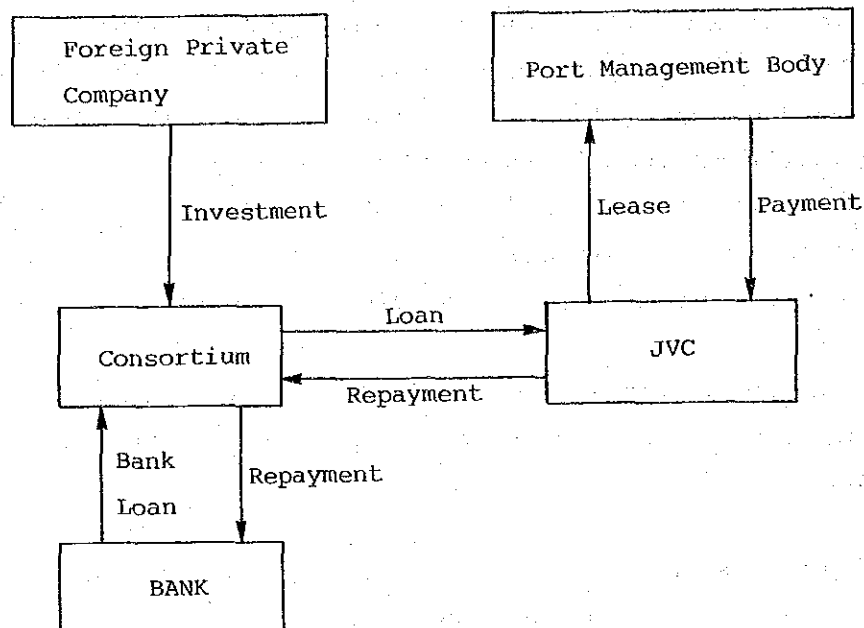 Foreign Private
Company
Port Management Body
Investment
Lease
Payment
Consortium
Loan
JVC
Repayment
Bank
Loan
Repayment
BANK